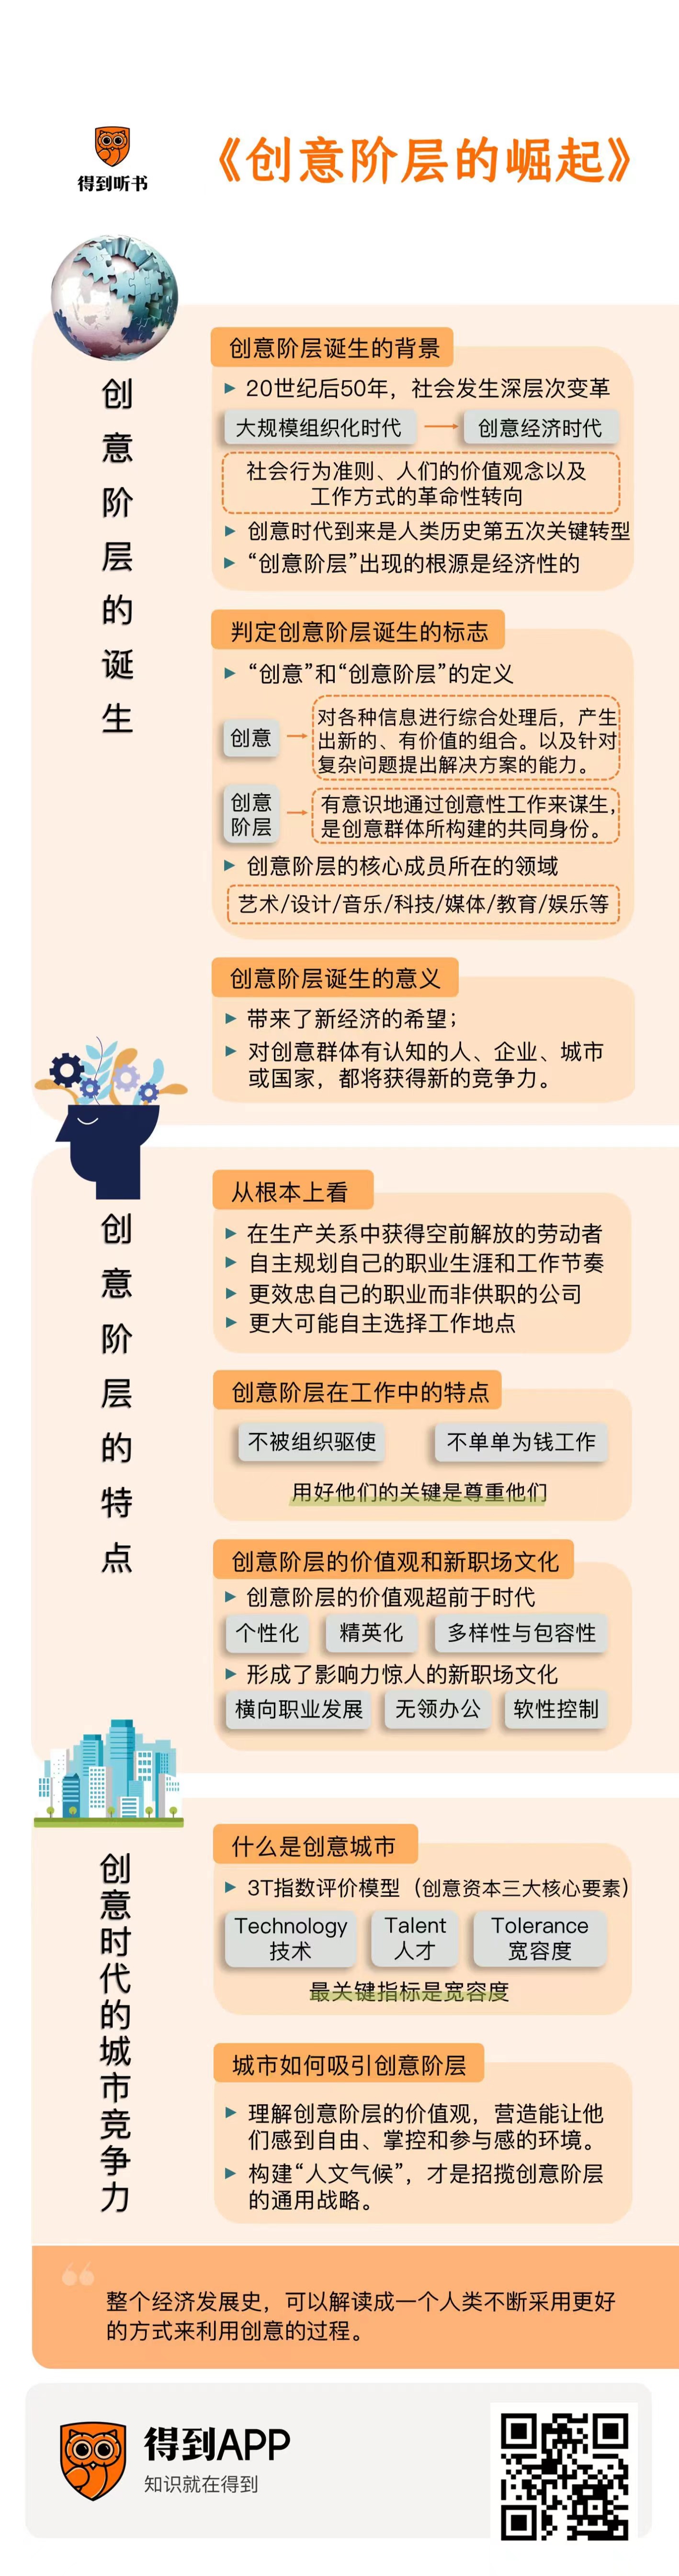 得到听书
《创意阶层的崛起》
创意阶层的诞生
创意阶层诞生的背景
20世纪后50年，社会发生深层次变革
大规模组织化时代
创意经济时代
社会行为准则、人们的价值观念以及
工作方式的革命性转向
创意时代到来是人类历史第五次关键转型
“创意阶层”出现的根源是经济性的
判定创意阶层诞生的标志
“创意”和“创意阶层”的定义
创意
对各种信息进行综合处理后，产生
出新的、有价值的组合。以及针对
复杂问题提出解决方案的能力。
创意
阶层
有意识地通过创意性工作来谋生，
是创意群体所构建的共同身份。
创意阶层的核心成员所在的领域
艺术/设计/音乐/科技/媒体/教育/娱乐等
创意阶层诞生的意义
带来了新经济的希望；
对创意群体有认知的人、企业、城市
或国家，都将获得新的竞争力。
创意阶层的特点
从根本上看
在生产关系中获得空前解放的劳动者
自主规划自己的职业生涯和工作节奏
更效忠自己的职业而非供职的公司
更大可能自主选择工作地点
创意阶层在工作中的特点
不被组织驱使
不单单为钱工作
用好他们的关键是尊重他们
创意阶层的价值观和新职场文化
创意阶层的价值观超前于时代
个性化
精英化
多样性与包容性
形成了影响力惊人的新职场文化
横向职业发展
无领办公
软性控制
创意时代的城市竞争力
什么是创意城市
3T指数评价模型（创意资本三大核心要素）
Technology
技术
Talent
人才
Tolerance
宽容度
最关键指标是宽容度
城市如何吸引创意阶层
理解创意阶层的价值观，营造能让他
们感到自由、掌控和参与感的环境。
构建“人文气候”，才是招揽创意阶层
的通用战略。
整个经济发展史，可以解读成一个人类不断采用更好
的方式来利用创意的过程。
得到APP
知识就在得到